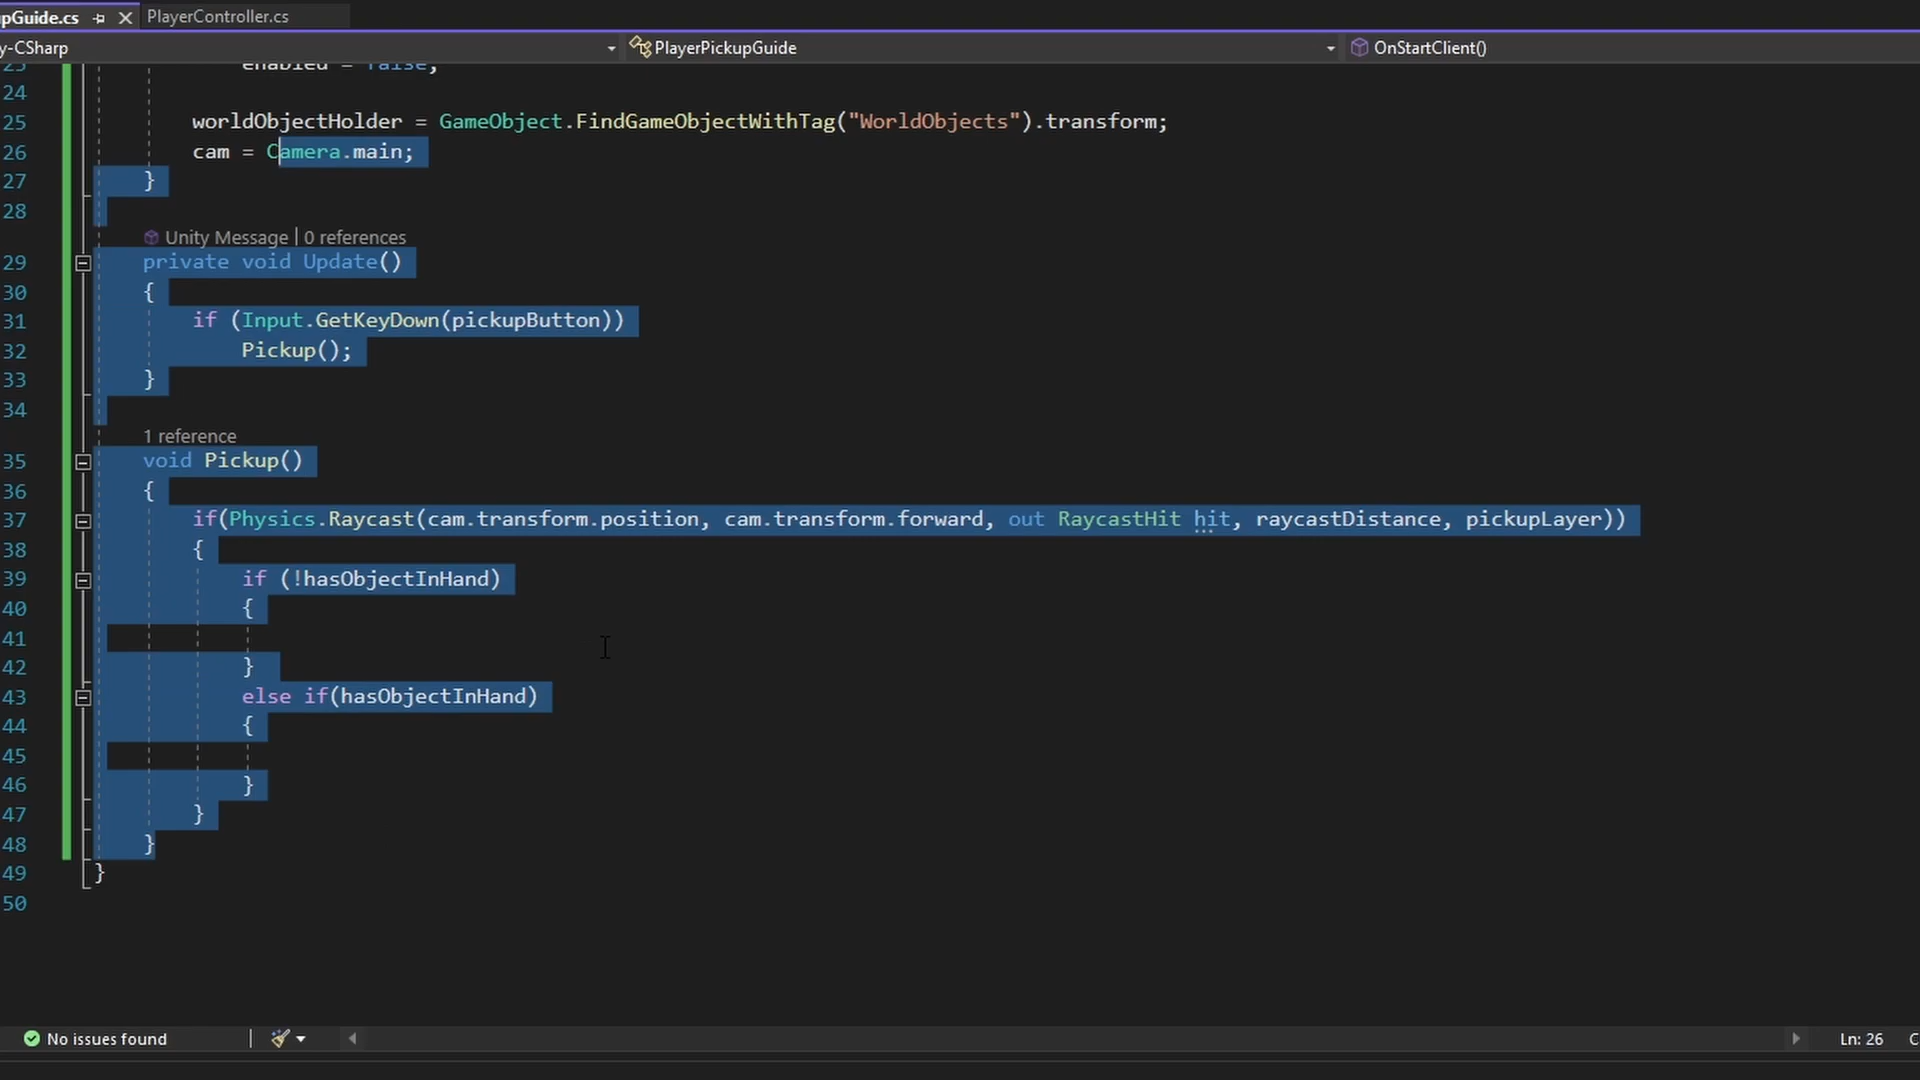 pGuide.cs
PlayerController.cs
y-CSharp
PlayerPickupGuide
OnStartClient()
23 enabled = false;
24
25 worldObjectHolder = GameObject.FindGameObjectWithTag("WorldObjects").transform;
26 cam = Camera.main;
27 }
28
Unity Message | 0 references
29 private void Update()
30 {
31 if (Input.GetKeyDown(pickupButton))
32 Pickup();
33 }
34
1 reference
35 void Pickup()
36 {
37 if(Physics.Raycast(cam.transform.position, cam.transform.forward, out RaycastHit hit, raycastDistance, pickupLayer))
38 {
39 if (!hasObjectInHand)
40 {
41
42 }
43 else if(hasObjectInHand)
44 {
45
46 }
47 }
48 }
49 }
50
No issues found
Ln: 26 C